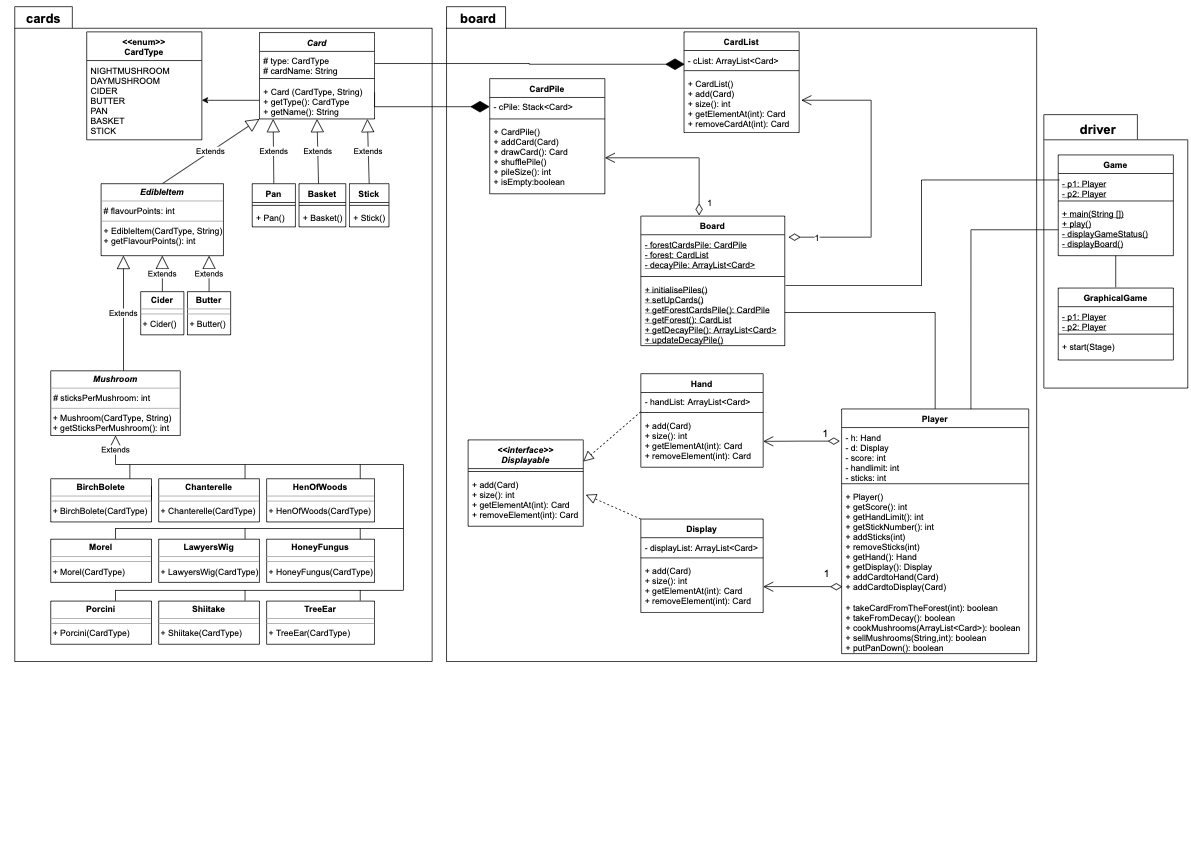 cards
<<enum>>
CardType
NIGHTMUSHROOM
DAYMUSHROOM
CIDER
BUTTER
PAN
BASKET
STICK
Card
# type: CardType
# cardName: String
+ Card (CardType, String)
+ getType(): CardType
+ getName(): String
Extends
Extends
Extends
Extends
EdibleItem
# flavourPoints: int
+ EdibleItem(CardType, String)
+ getFlavourPoints(): int
Pan
+ Pan()
Basket
+ Basket()
Stick
+ Stick()
Extends
Extends
Extends
Cider
+ Cider()
Butter
+ Butter()
Mushroom
# sticksPerMushroom: int
+ Mushroom(CardType, String)
+ getSticksPerMushroom(): int
Extends
BirchBolete
+ BirchBolete(CardType)
Chanterelle
+ Chanterelle(CardType)
HenOfWoods
+ HenOfWoods(CardType)
Morel
+ Morel(CardType)
LawyersWig
+ LawyersWig(CardType)
HoneyFungus
+ HoneyFungus(CardType)
Porcini
+ Porcini(CardType)
Shiitake
+ Shiitake(CardType)
TreeEar
+ TreeEar(CardType)
board
CardList
- cList: ArrayList<Card>
+ CardList()
+ add(Card)
+ size(): int
+ getElementAt(int): Card
+ removeCardAt(int): Card
CardPile
- cPile: Stack<Card>
+ CardPile()
+ addCard(Card)
+ drawCard(): Card
+ shufflePile()
+ pileSize(): int
+ isEmpty:boolean
1
1
Board
- forestCardsPile: CardPile
- forest: CardList
- decayPile: ArrayList<Card>
+ initialisePiles()
+ setUpCards()
+ getForestCardsPile(): CardPile
+ getForest(): CardList
+ getDecayPile(): ArrayList<Card>
+ updateDecayPile()
Hand
- handList: ArrayList<Card>
+ add(Card)
+ size(): int
+ getElementAt(int): Card
+ removeElement(int): Card
<<interface>>
Displayable
+ add(Card)
+ size(): int
+ getElementAt(int): Card
+ removeElement(int): Card
Display
- displayList: ArrayList<Card>
+ add(Card)
+ size(): int
+ getElementAt(int): Card
+ removeElement(int): Card
1
1
Player
- h: Hand
- d: Display
- score: int
- handlimit: int
- sticks: int
+ Player()
+ getScore(): int
+ getHandLimit(): int
+ getStickNumber(): int
+ addSticks(int)
+ removeSticks(int)
+ getHand(): Hand
+ getDisplay(): Display
+ addCardtoHand(Card)
+ addCardtoDisplay(Card)
+ takeCardFromTheForest(int): boolean
+ takeFromDecay(): boolean
+ cookMushrooms(ArrayList<Card>): boolean
+ sellMushrooms(String,int): boolean
+ putPanDown(): boolean
driver
Game
- p1: Player
- p2: Player
+ main(String [])
+ play()
- displayGameStatus()
- displayBoard()
GraphicalGame
- p1: Player
- p2: Player
+ start(Stage)